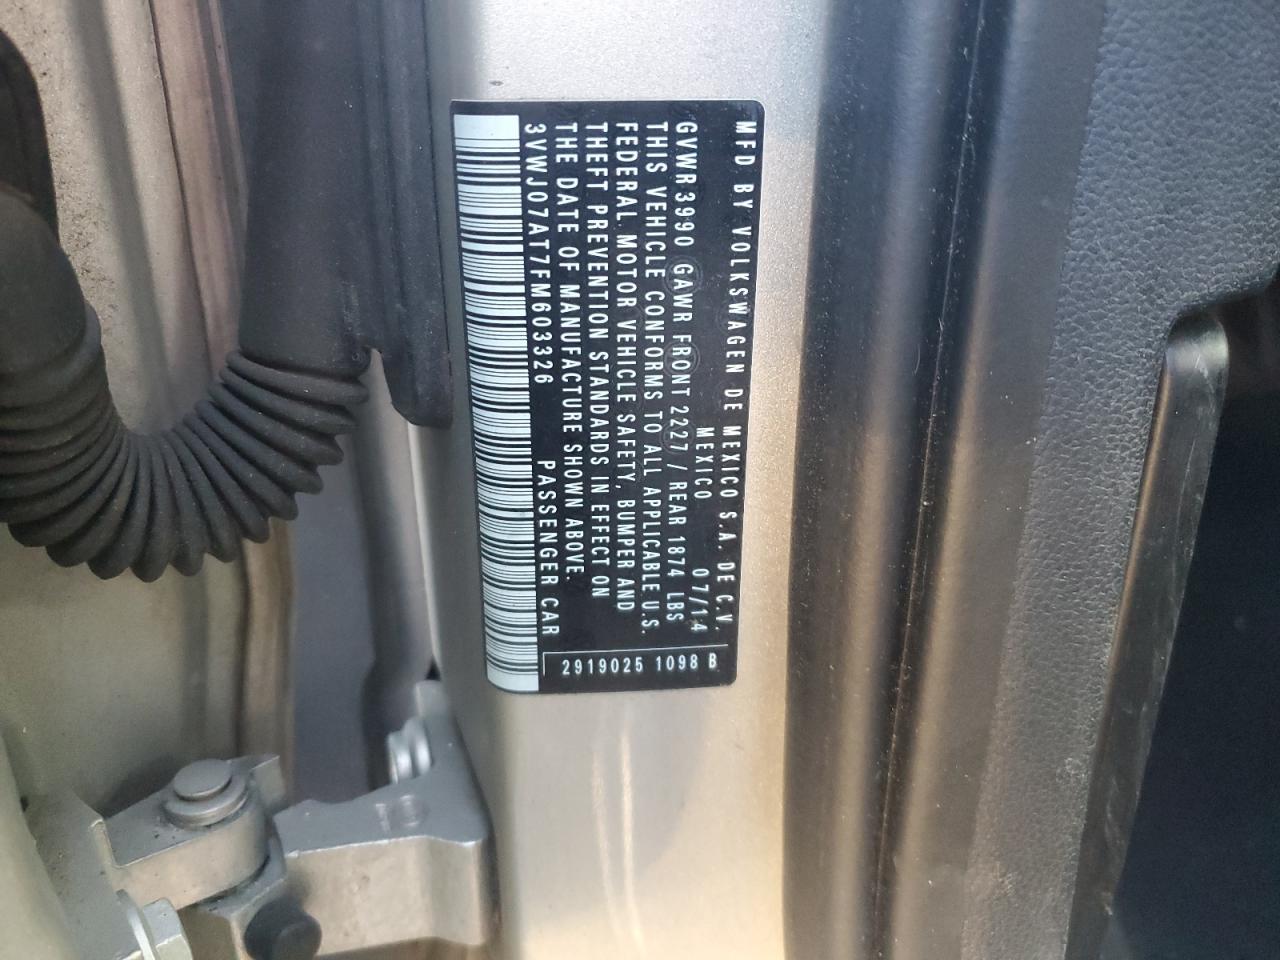 MFD BY VOLKSWAGEN DE MEXICO S.A. DE C.V.
MEXICO 07/14
GVWR 3990 GAWR FRONT 2227 / REAR 1874 LBS
THIS VEHICLE CONFORMS TO ALL APPLICABLE U.S.
FEDERAL MOTOR VEHICLE SAFETY, BUMPER AND
THEFT PREVENTION STANDARDS IN EFFECT ON
THE DATE OF MANUFACTURE SHOWN ABOVE.
3VWJ07AT7FM603326 PASSENGER CAR
2919025 1098 B